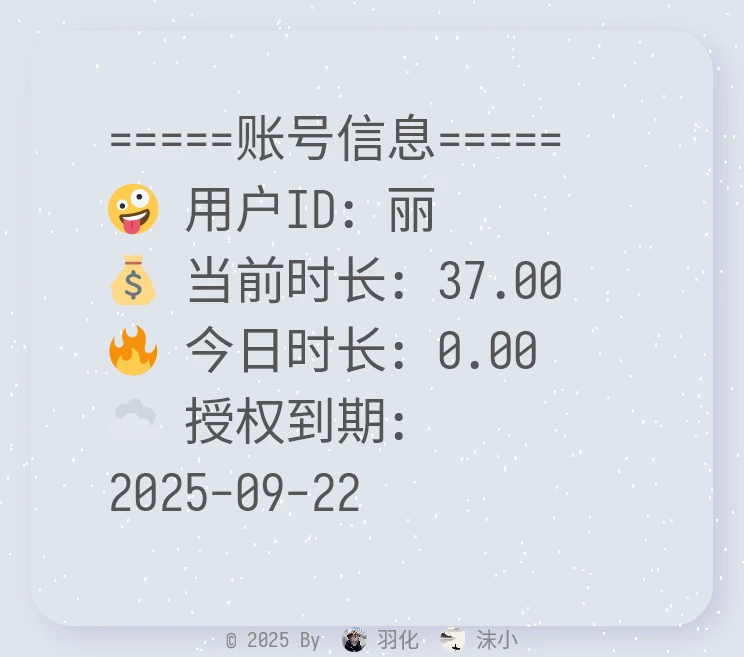 =====账号信息=====
🤪 用户ID: 丽
💰 当前时长: 37.00
🔥 今日时长: 0.00
☁️ 授权到期:
2025-09-22
© 2025 By 羽化 沫小